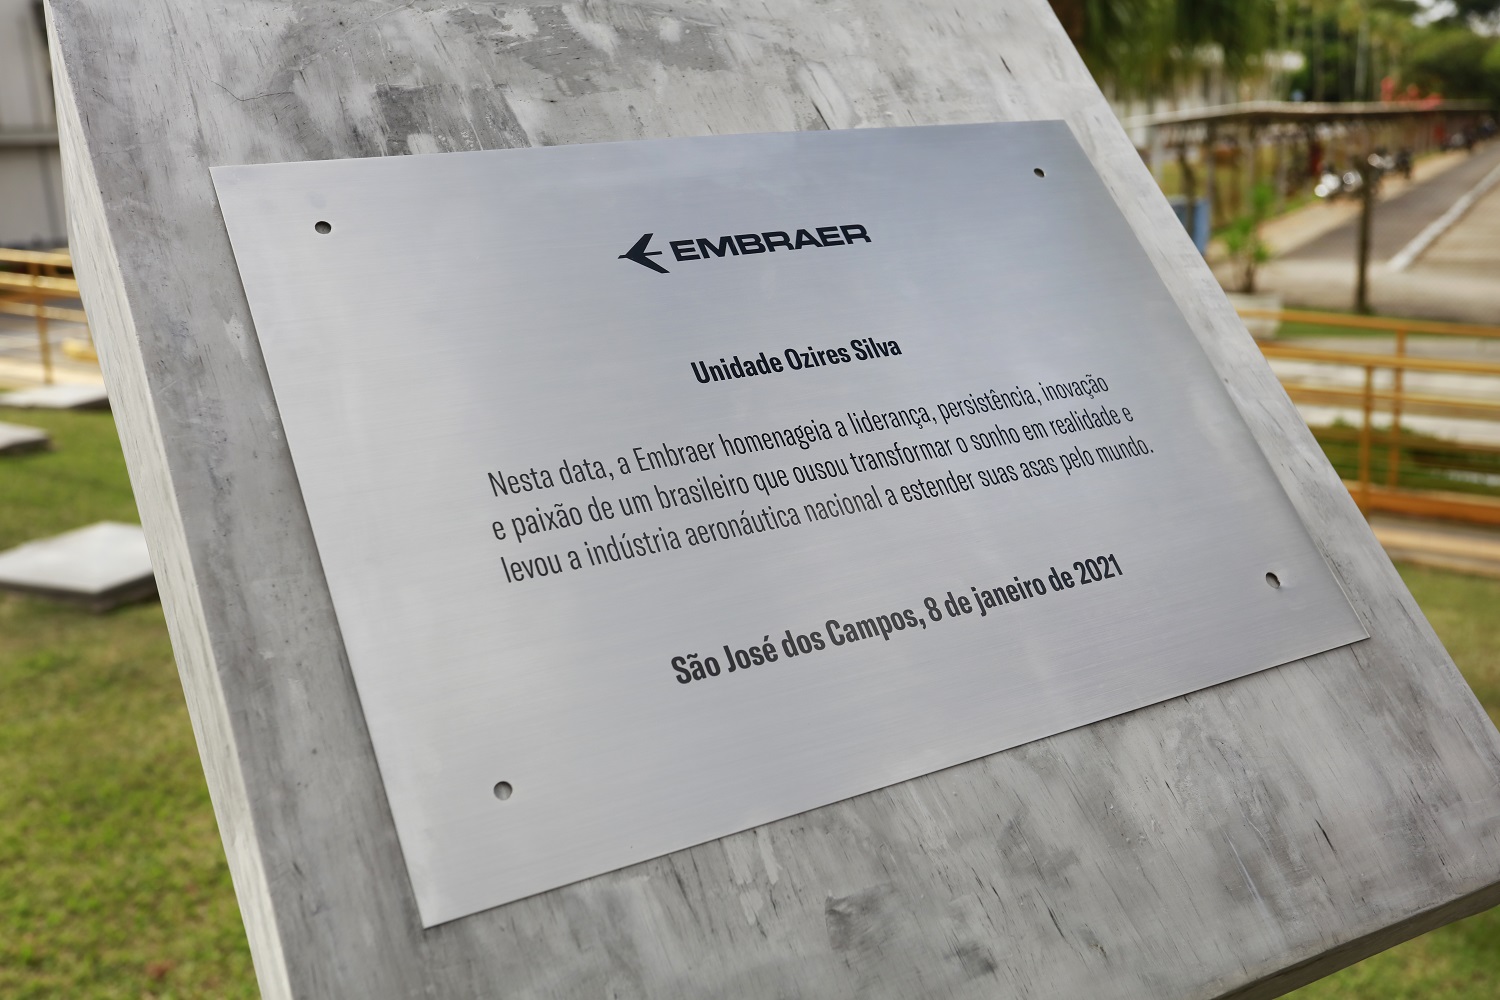 EMBRAER
Unidade Ozires Silva
Nesta data, a Embraer homenageia a liderança, persistência, inovação
e paixão de um brasileiro que ousou transformar o sonho em realidade e
levou a indústria aeronáutica nacional a estender suas asas pelo mundo.
São José dos Campos, 8 de janeiro de 2021